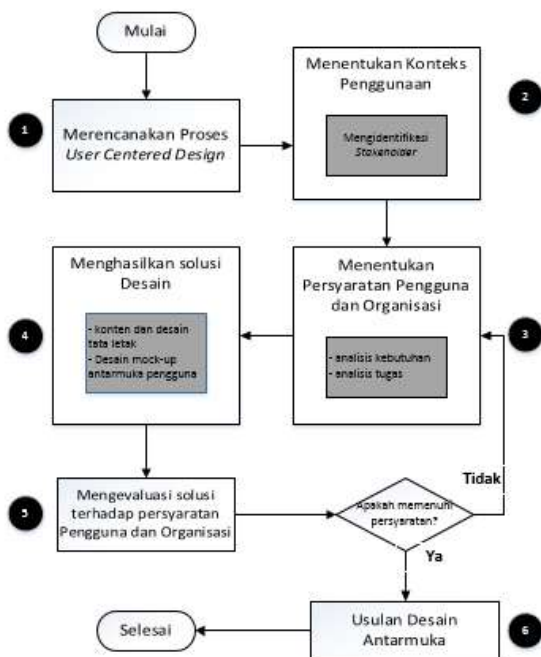 Mulai
1
Merencanakan Proses
User Centered Design
Menentukan Konteks
Penggunaan
Mengidentifikasi
Stakeholder
2
Menentukan
Persyaratan Pengguna
dan Organisasi
- analisis kebutuhan
- analisis tugas
3
Menghasilkan solusi
Desain
- konten dan desain
tata letak
- Desain mock-up
antarmuka pengguna
4
5
Mengevaluasi solusi
terhadap persyaratan
Pengguna dan Organisasi
Apakah memenuhi
persyaratan?
Tidak
Ya
Usulan Desain
Antarmuka
6
Selesai